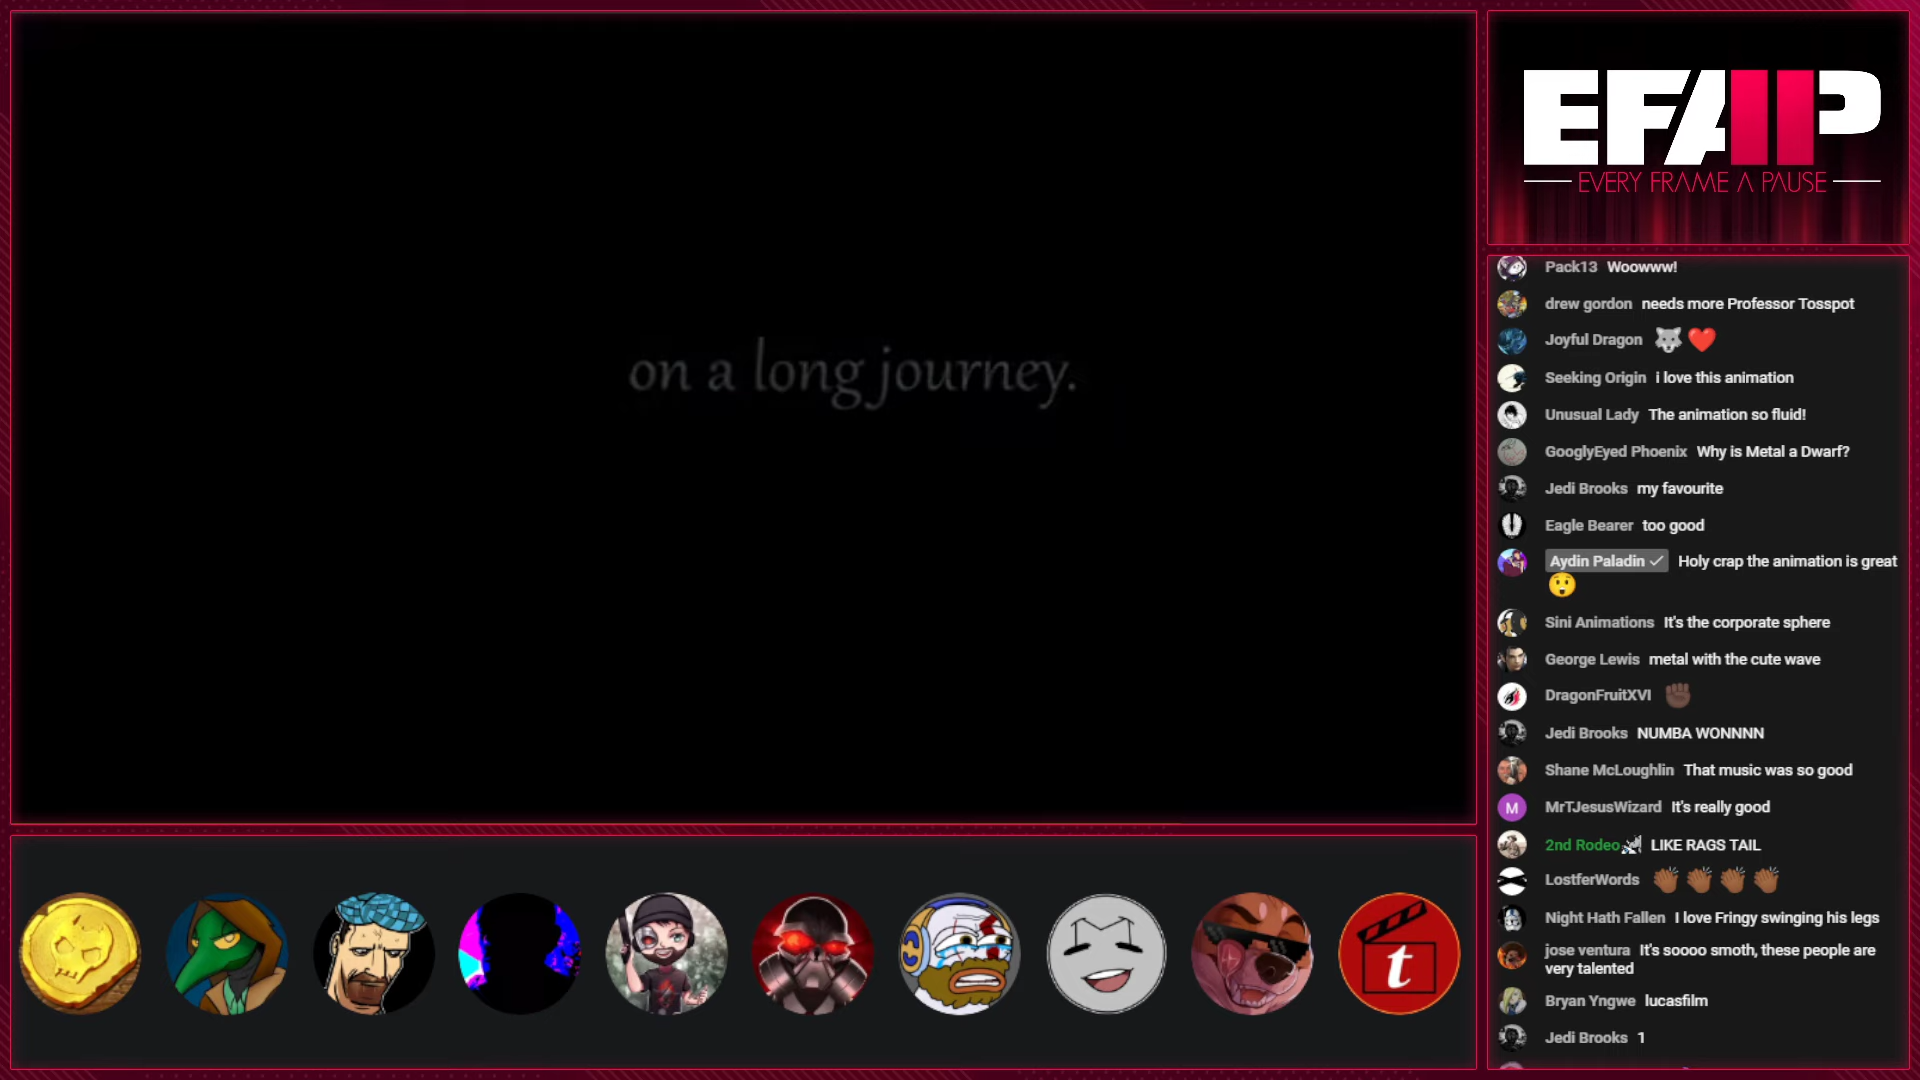 on a long journey.
EFAP
EVERY FRAME A PAUSE
Pack13 Woowww!
drew gordon needs more Professor Tosspot
Joyful Dragon
Seeking Origin i love this animation
Unusual Lady The animation so fluid!
GooglyEyed Phoenix Why is Metal a Dwarf?
Jedi Brooks my favourite
Eagle Bearer too good
Aydin Paladin Holy crap the animation is great
Sini Animations It's the corporate sphere
George Lewis metal with the cute wave
DragonFruitXVI
Jedi Brooks NUMBA WONNNN
Shane McLoughlin That music was so good
M MrTJesusWizard It's really good
2nd Rodeo LIKE RAGS TAIL
LostferWords
Night Hath Fallen I love Fringy swinging his legs
jose ventura It's soooo smoth, these people are
very talented
Bryan Yngwe lucasfilm
Jedi Brooks 1
t